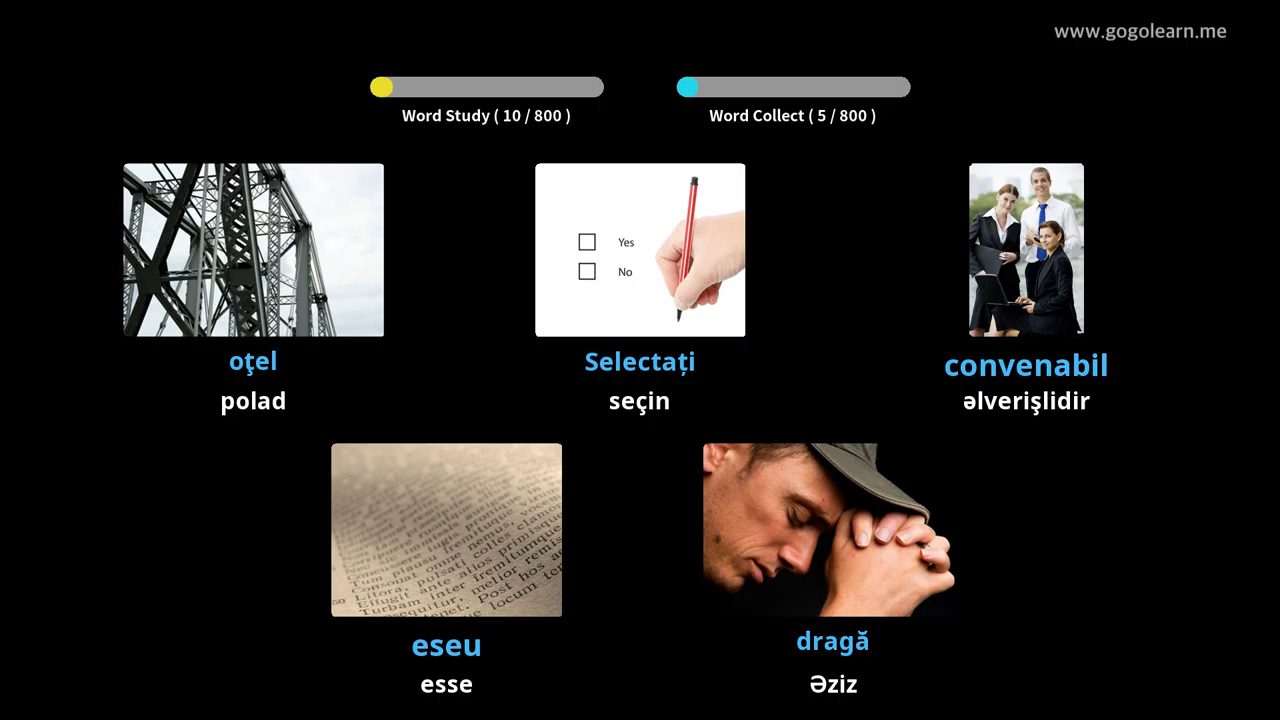 www.gogolearn.me
Word Study ( 10 / 800 )
Word Collect ( 5 / 800 )
Yes
No
oţel
polad
Selectați
seçin
convenabil
əlverişlidir
eseu
esse
dragă
Əziz